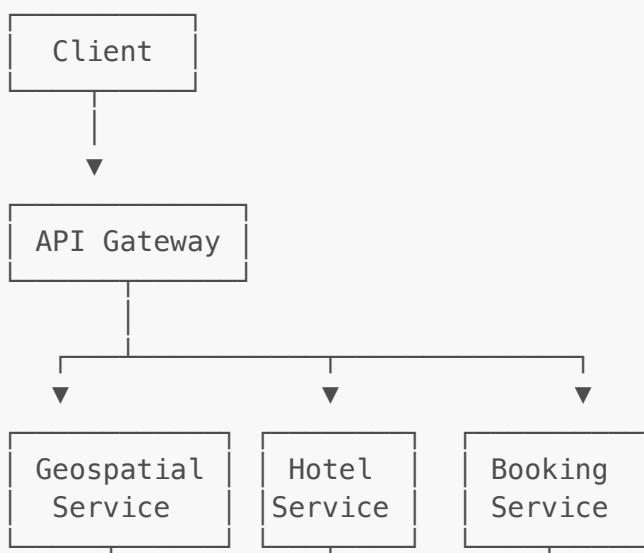 Client
API Gateway
Geospatial Hotel Booking
Service Service Service